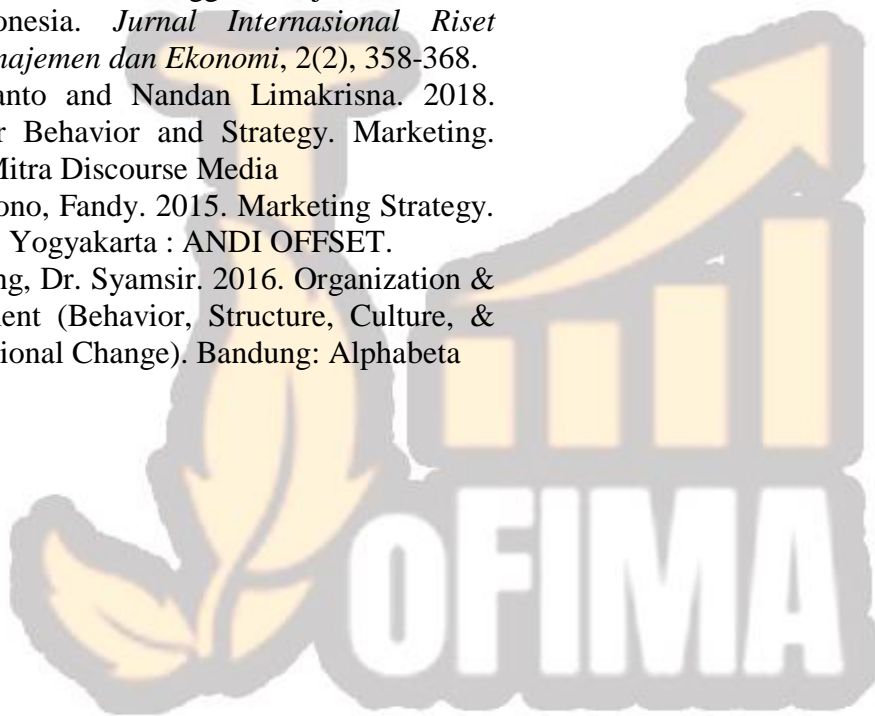 onesia. Jurnal Internasional Riset
najemen dan Ekonomi, 2(2), 358-368.
anto and Nandan Limakrisna. 2018.
r Behavior and Strategy. Marketing.
Mitra Discourse Media
ono, Fandy. 2015. Marketing Strategy.
Yogyakarta : ANDI OFFSET.
ng, Dr. Syamsir. 2016. Organization &
nent (Behavior, Structure, Culture, &
ional Change). Bandung: Alphabeta
JOFIMA